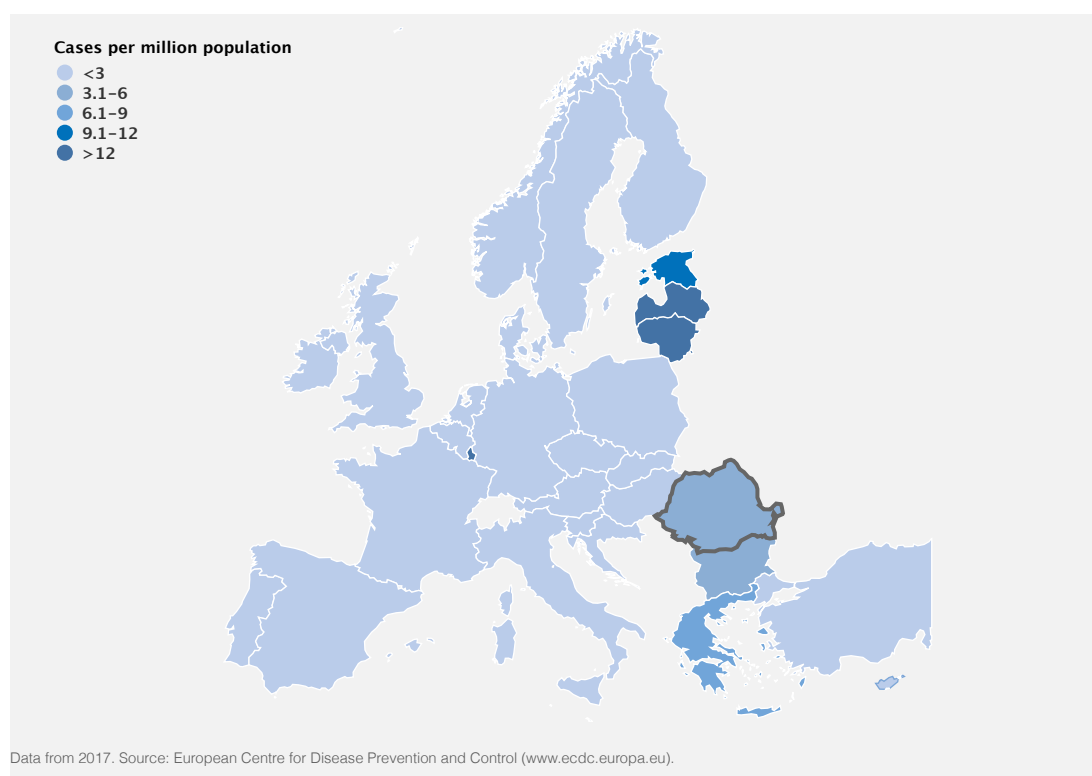 Cases per million population
<3
3.1–6
6.1–9
9.1–12
>12
Data from 2017. Source: European Centre for Disease Prevention and Control (www.ecdc.europa.eu).